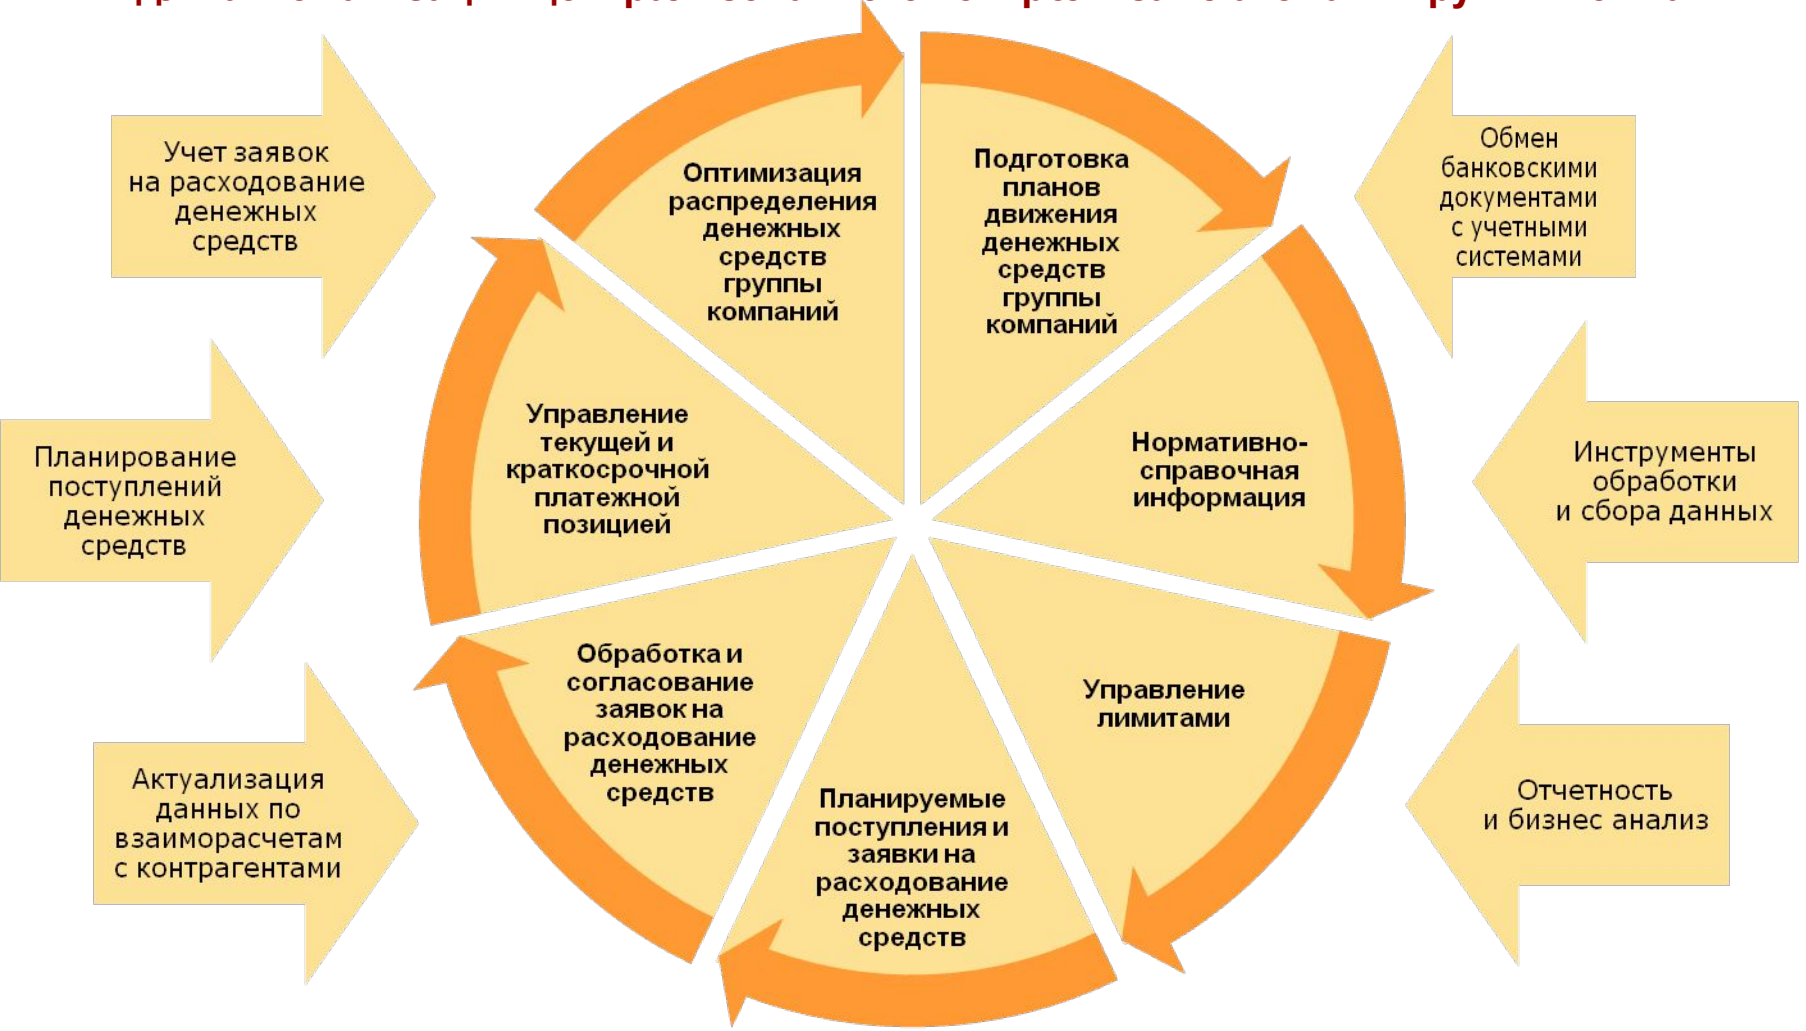 Учет заявок
на расходование
денежных
средств
Планирование
поступлений
денежных
средств
Актуализация
данных по
взаиморасчетам
с контрагентами
Оптимизация
распределения
денежных
средств
группы
компаний
Подготовка
планов
движения
денежных
средств
группы
компаний
Нормативно-
справочная
информация
Управление
лимитами
Планируемые
поступления и
заявки на
расходование
денежных
средств
Обработка и
согласование
заявок на
расходование
денежных
средств
Управление
текущей и
краткосрочной
платежной
позицией
Обмен
банковскими
документами
с учетными
системами
Инструменты
обработки
и сбора данных
Отчетность
и бизнес анализ